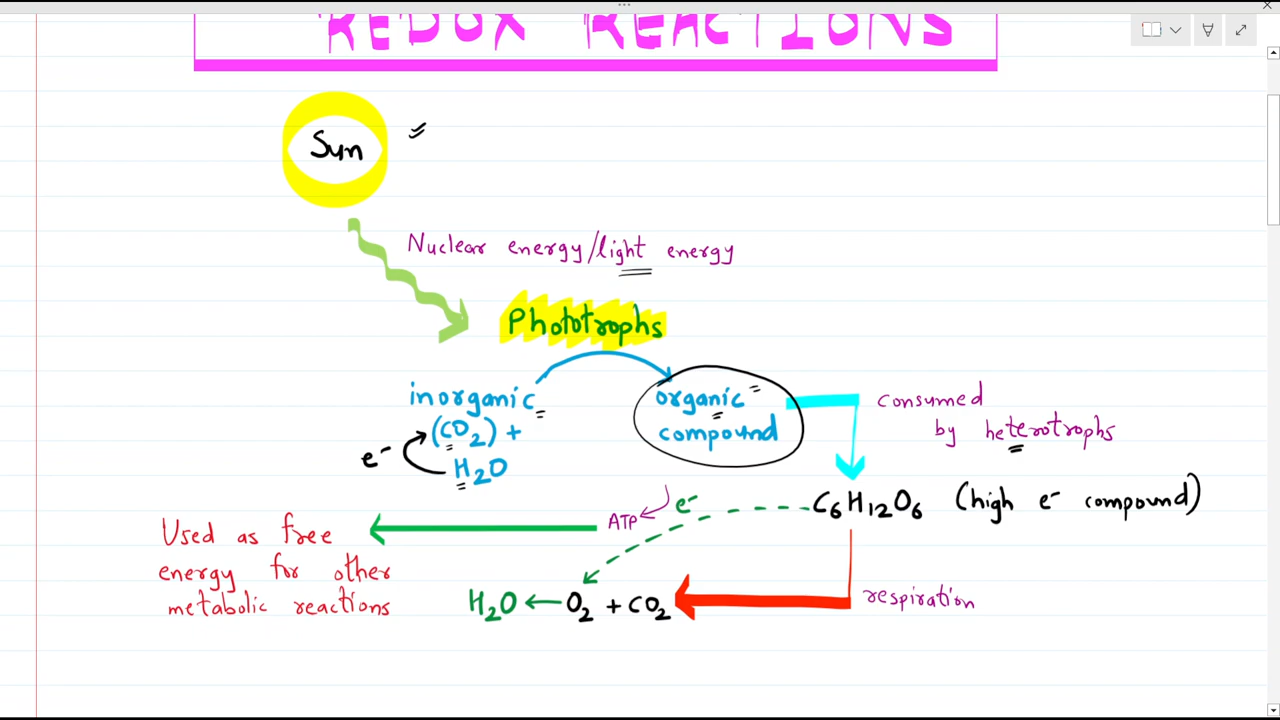 REDOX REACTIONS
Sun
Nuclear energy/light energy
Phototrophs
inorganic
(CO2) +
H2O
e-
organic
compound
consumed
by heterotrophs
C6H12O6 (high e- compound)
e-
ATP
Used as free
energy for other
metabolic reactions
H2O ← O2 + CO2
respiration